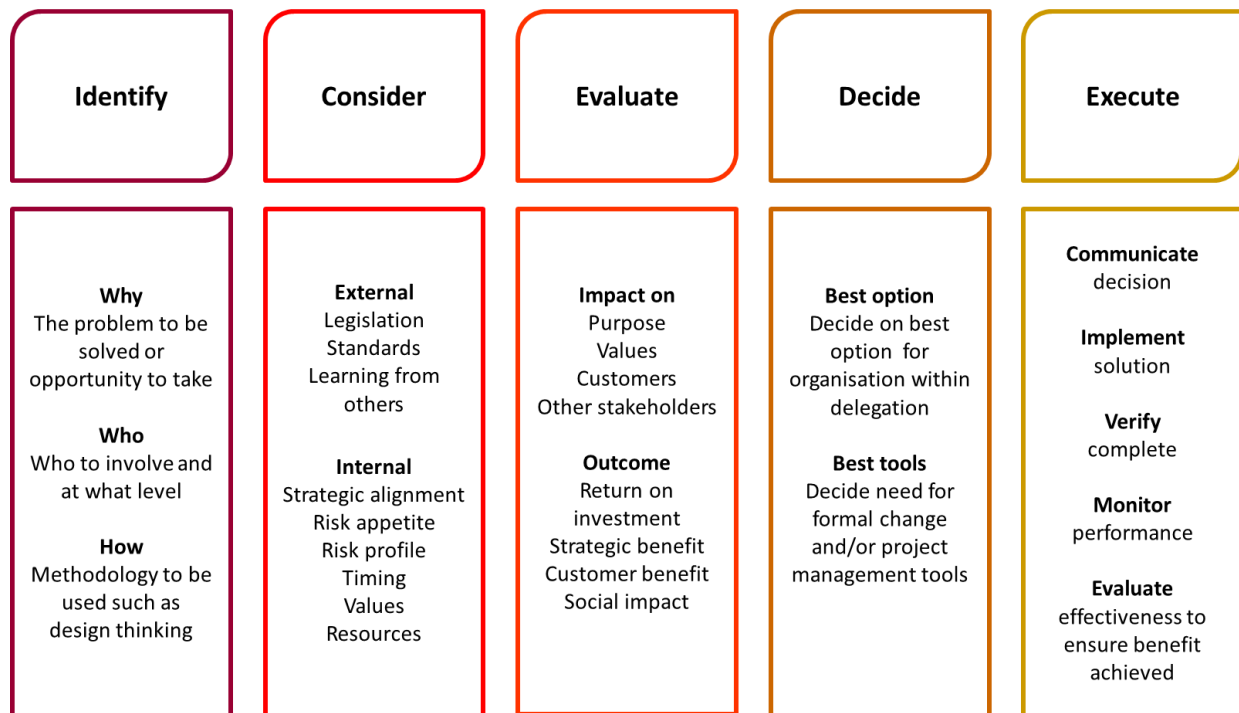 Identify
Consider
Evaluate
Decide
Execute
Why
The problem to be
solved or
opportunity to take
Who
Who to involve and
at what level
How
Methodology to be
used such as
design thinking
External
Legislation
Standards
Learning from
others
Internal
Strategic alignment
Risk appetite
Risk profile
Timing
Values
Resources
Impact on
Purpose
Values
Customers
Other stakeholders
Outcome
Return on
investment
Strategic benefit
Customer benefit
Social impact
Best option
Decide on best
option for
organisation within
delegation
Best tools
Decide need for
formal change
and/or project
management tools
Communicate
decision
Implement
solution
Verify
complete
Monitor
performance
Evaluate
effectiveness to
ensure benefit
achieved